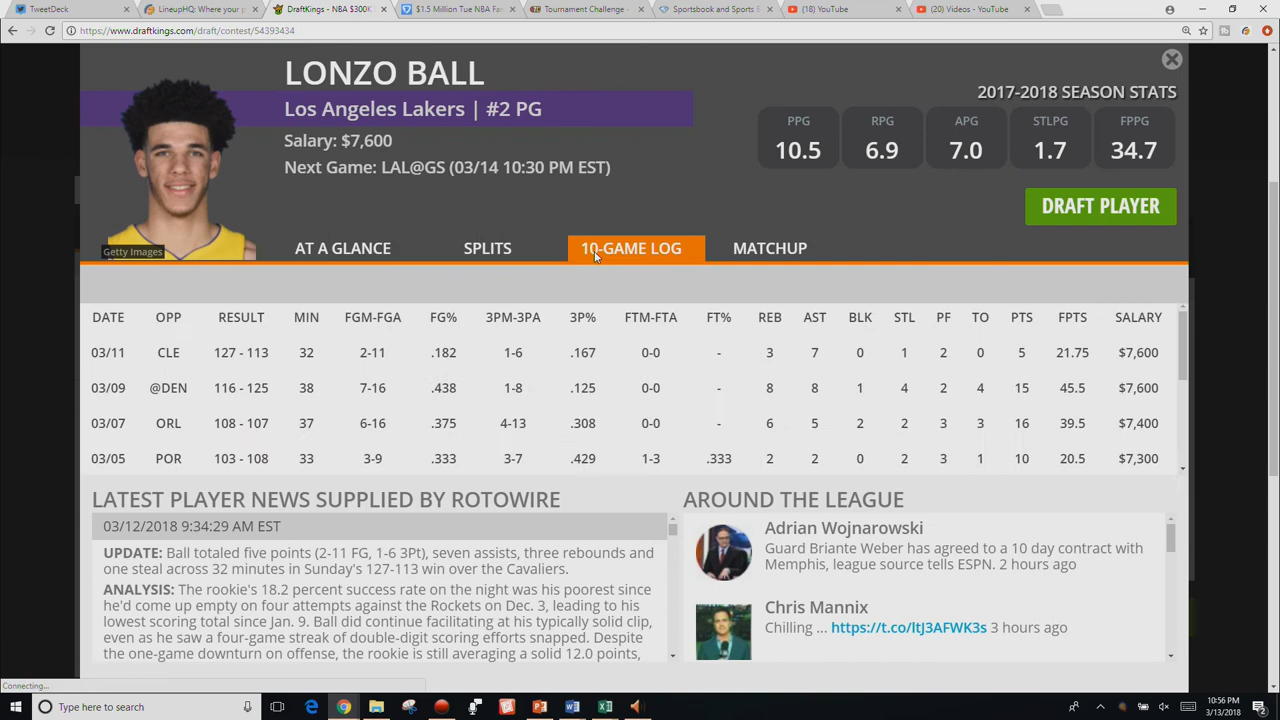 TweetDeck
LineupHQ: Where your p
DraftKings - NBA $300K
$1.5 Million Tue NBA Fa
Tournament Challenge -
Sportsbook and Sports B
(18) YouTube
(20) Videos - YouTube
https://www.draftkings.com/draft/contest/54393434
LONZO BALL
Los Angeles Lakers | #2 PG
Salary: $7,600
Next Game: LAL@GS (03/14 10:30 PM EST)
Getty Images
2017-2018 SEASON STATS
PPG RPG APG STLPG FPPG
10.5 6.9 7.0 1.7 34.7
DRAFT PLAYER
AT A GLANCE SPLITS 10-GAME LOG MATCHUP
DATE OPP RESULT MIN FGM-FGA FG% 3PM-3PA 3P% FTM-FTA FT% REB AST BLK STL PF TO PTS FPTS SALARY
03/11 CLE 127 - 113 32 2-11 .182 1-6 .167 0-0 - 3 7 0 1 2 0 5 21.75 $7,600
03/09 @DEN 116 - 125 38 7-16 .438 1-8 .125 0-0 - 8 8 1 4 2 4 15 45.5 $7,600
03/07 ORL 108 - 107 37 6-16 .375 4-13 .308 0-0 - 6 5 2 2 3 3 16 39.5 $7,400
03/05 POR 103 - 108 33 3-9 .333 3-7 .429 1-3 .333 2 2 0 2 3 1 10 20.5 $7,300
LATEST PLAYER NEWS SUPPLIED BY ROTOWIRE
03/12/2018 9:34:29 AM EST
UPDATE: Ball totaled five points (2-11 FG, 1-6 3Pt), seven assists, three rebounds and
one steal across 32 minutes in Sunday's 127-113 win over the Cavaliers.
ANALYSIS: The rookie's 18.2 percent success rate on the night was his poorest since
he'd come up empty on four attempts against the Rockets on Dec. 3, leading to his
lowest scoring total since Jan. 9. Ball did continue facilitating at his typically solid clip,
even as he saw a four-game streak of double-digit scoring efforts snapped. Despite
the one-game downturn on offense, the rookie is still averaging a solid 12.0 points,
AROUND THE LEAGUE
Adrian Wojnarowski
Guard Briante Weber has agreed to a 10 day contract with
Memphis, league source tells ESPN. 2 hours ago
Chris Mannix
Chilling ... https://t.co/ltJ3AFWK3s 3 hours ago
Connecting...
Type here to search
10:56 PM
3/13/2018
2